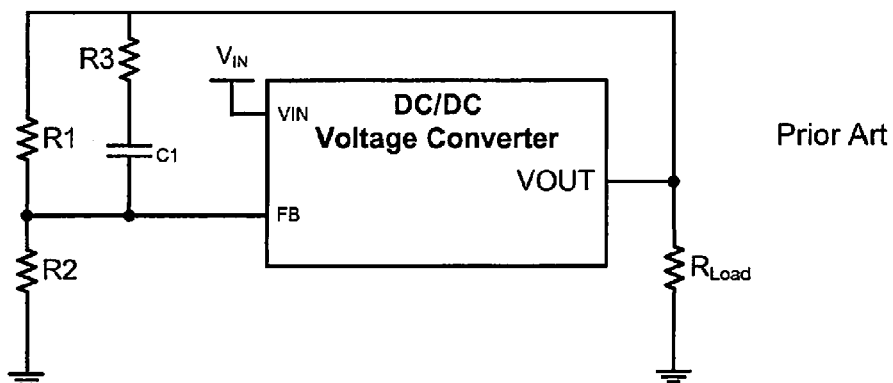 R3
V_IN
DC/DC
Voltage Converter
VIN
Prior Art
R1
C1
VOUT
FB
R2
R_Load